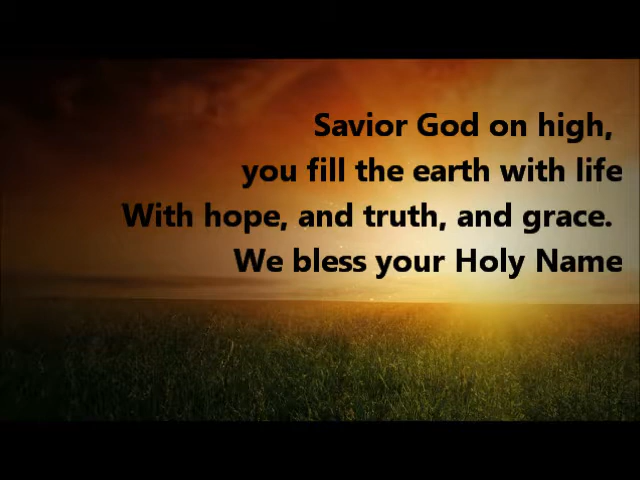 Savior God on high,
you fill the earth with life
With hope, and truth, and grace.
We bless your Holy Name